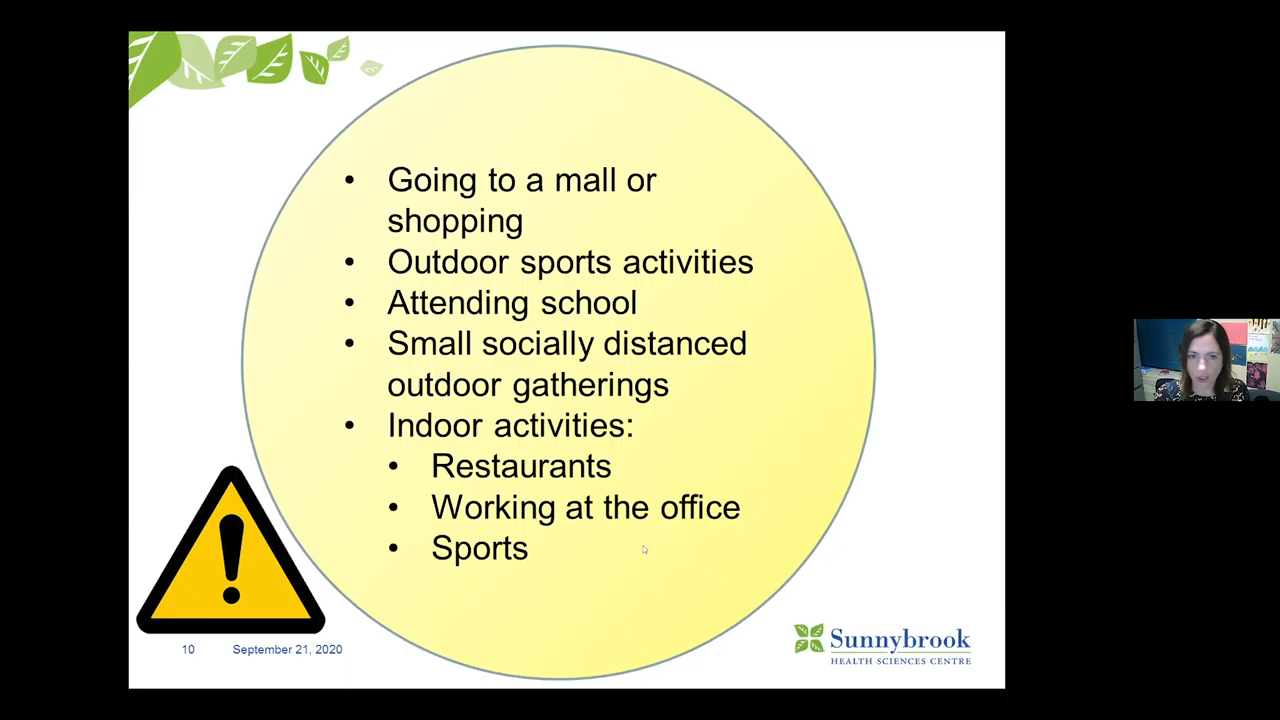 • Going to a mall or
shopping
• Outdoor sports activities
• Attending school
• Small socially distanced
outdoor gatherings
• Indoor activities:
• Restaurants
• Working at the office
• Sports
10 September 21, 2020
Sunnybrook
HEALTH SCIENCES CENTRE